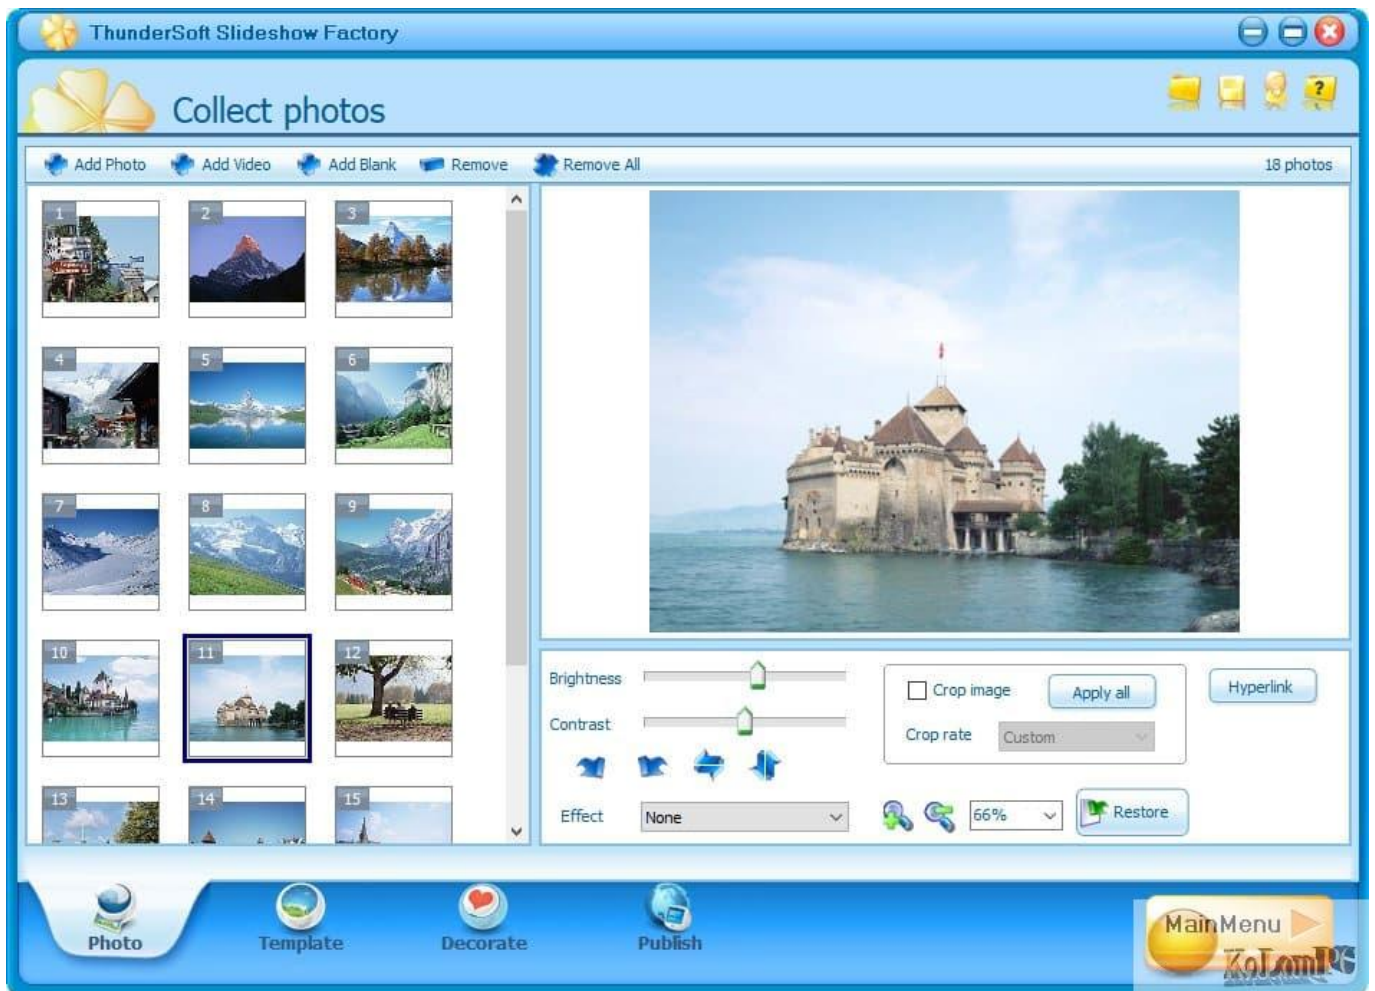 ThunderSoft Slideshow Factory
Collect photos
Add Photo Add Video Add Blank Remove Remove All 18 photos
1 2 3
4 5 6
7 8 9
10 11 12
13 14 15
Brightness
Contrast
Crop image Apply all Hyperlink
Crop rate Custom
Effect None 66% Restore
Photo Template Decorate Publish
MainMenu
KoLomPC